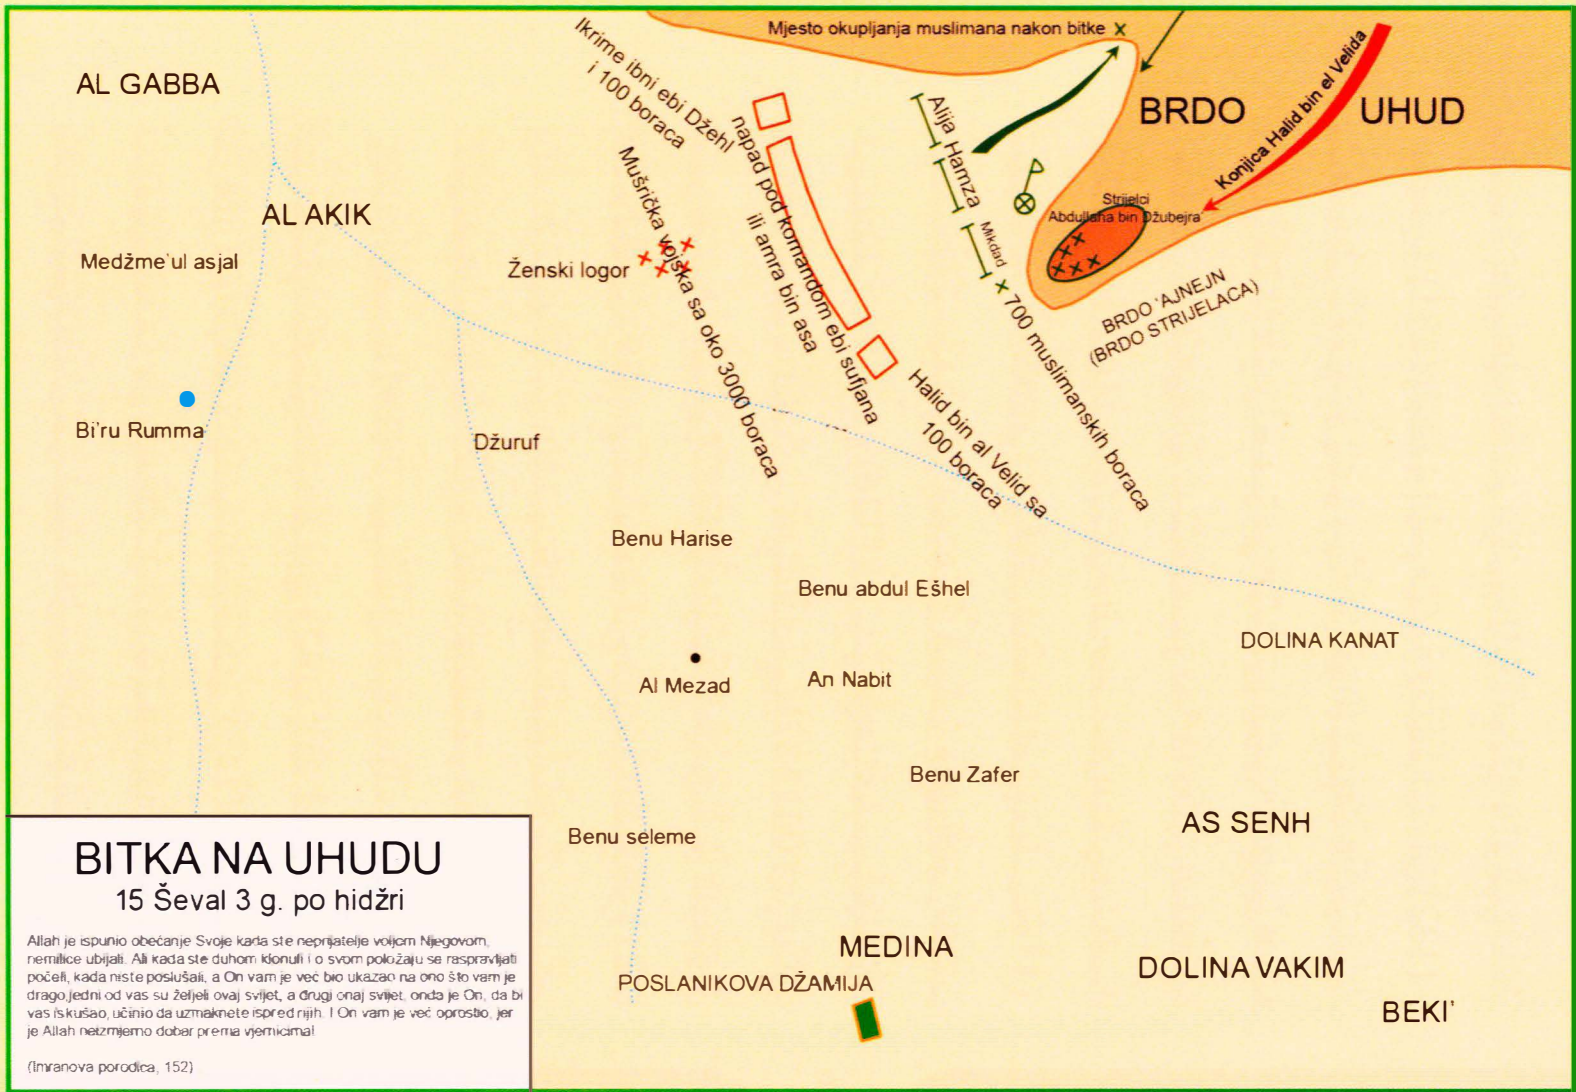 Mjesto okupljanja muslimana nakon bitke
Ikrime ibni ebi Džehl
i 100 boraca
AL GABBA
BRDO UHUD
Konjica Halid bin el Velida
Alija
Hamza
Mikdad
napad pod komandom ebi sufjana
ili amra bin asa
Mušrička vojska sa oko 3000 boraca
Strijelci
Abdullaha bin Džubejra
AL AKIK
Medžme'ul asjal
Ženski logor
700 muslimanskih boraca
BRDO 'AJNEJN
(BRDO STRIJELACA)
Halid bin al Velid sa
100 boraca
Bi'ru Rumma
Džuruf
Benu Harise
Benu abdul Ešhel
DOLINA KANAT
Al Mezad
An Nabit
Benu Zafer
AS SENH
Benu seleme
MEDINA
POSLANIKOVA DŽAMIJA
DOLINA VAKIM
BEKI'
BITKA NA UHUDU
15 Ševal 3 g. po hidžri
Allah je ispunio obećanje Svoje kada ste neprijatelje voljom Njegovom,
nemilice ubijali. Ali kada ste duhom klonuli i o svom položaju se raspravljati
počeli, kada niste poslušali, a On vam je već bio ukazao na ono što vam je
drago,jedni od vas su željeli ovaj svijet, a drugi onaj svijet, onda je On, da bi
vas iskušao, učinio da uzmaknete ispred njih. I On vam je već oprostio, jer
je Allah neizmjerno dobar prema vjernicima!
(Imranova porodica, 152)